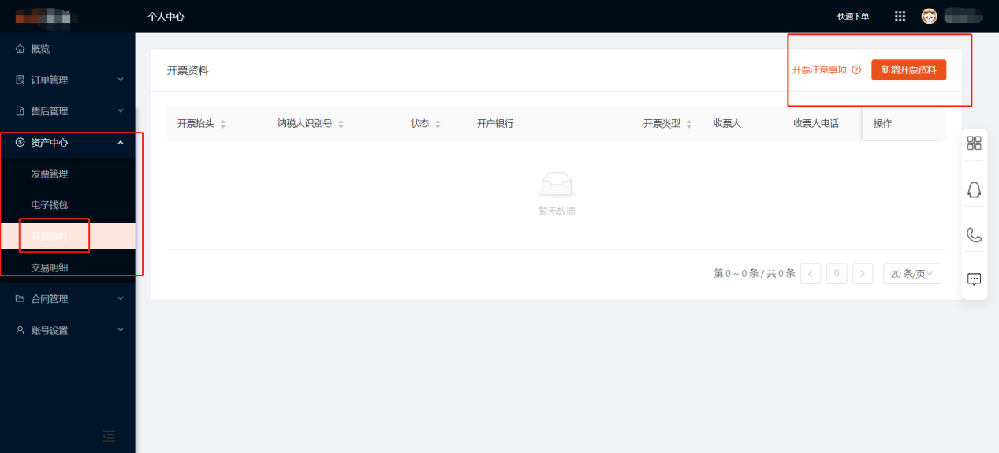 个人中心
快速下单
概览
订单管理
售后管理
资产中心
发票管理
电子钱包
开票资料
交易明细
合同管理
账号设置
开票资料
开票注意事项
新增开票资料
开票抬头 纳税人识别号 状态 开户银行 开票类型 收票人 收票人电话 操作
暂无数据
第 0 ~ 0 条 / 共 0 条 < 0 > 20 条/页